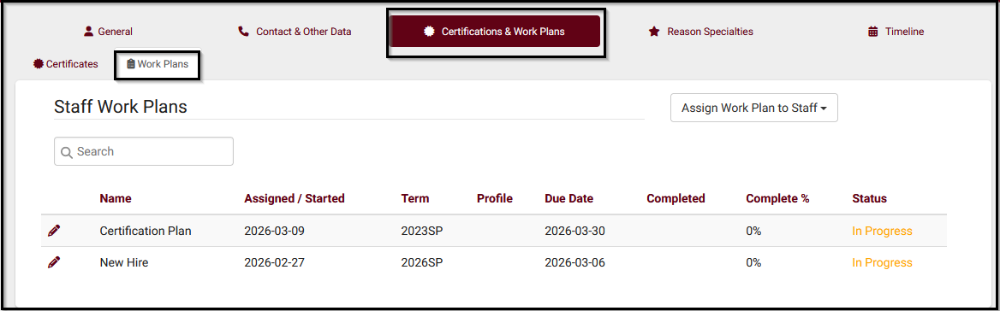 General Contact & Other Data Certifications & Work Plans Reason Specialties Timeline
Certificates Work Plans
Staff Work Plans Assign Work Plan to Staff
Search
Name Assigned / Started Term Profile Due Date Completed Complete % Status
Certification Plan 2026-03-09 2023SP 2026-03-30 0% In Progress
New Hire 2026-02-27 2026SP 2026-03-06 0% In Progress